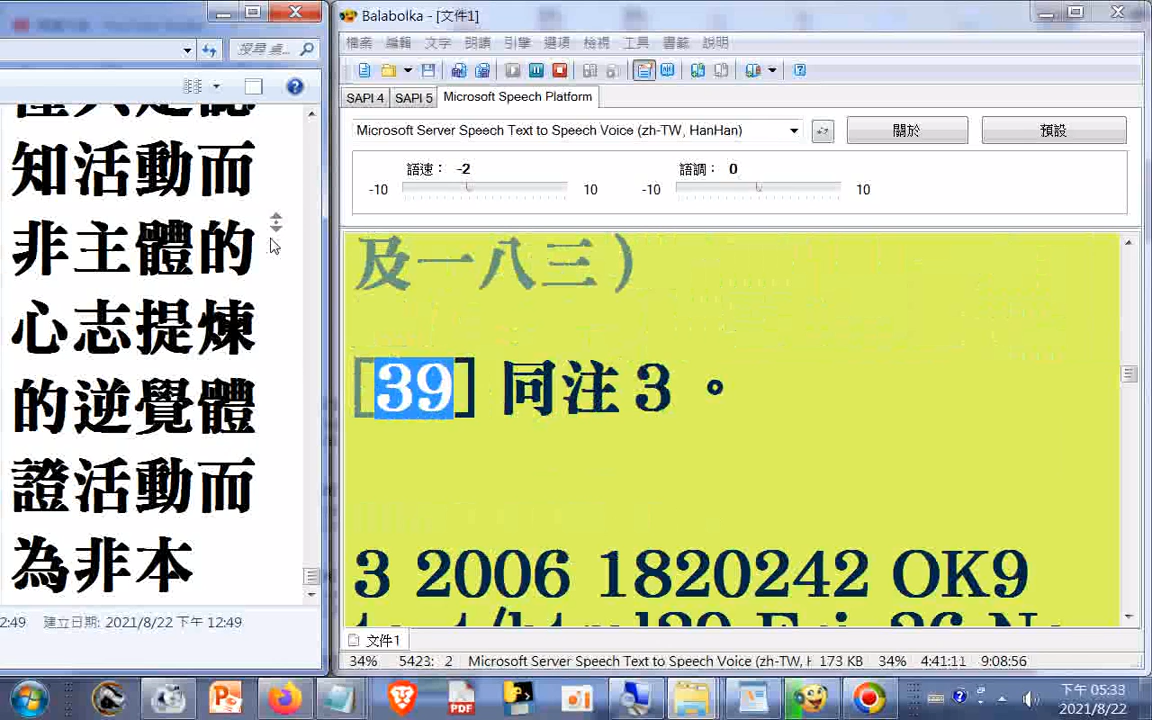 搜尋 桌...
知活動而
非主體的
心志提煉
的逆覺體
證活動而
為非本
2:49 建立日期: 2021/8/22 下午 12:49
Balabolka - [文件1]
檔案 編輯 文字 朗讀 引擎 選項 檢視 工具 書籤 說明
SAPI 4 SAPI 5 Microsoft Speech Platform
Microsoft Server Speech Text to Speech Voice (zh-TW, HanHan) 關於 預設
語速： -2 語調： 0
-10 10 -10 10
及一八三）
[39] 同注３。
3 2006 1820242 OK9
文件1
34% 5423: 2 Microsoft Server Speech Text to Speech Voice (zh-TW, H 173 KB 34% 4:41:11 9:08:56
PDF
下午 05:33
2021/8/22